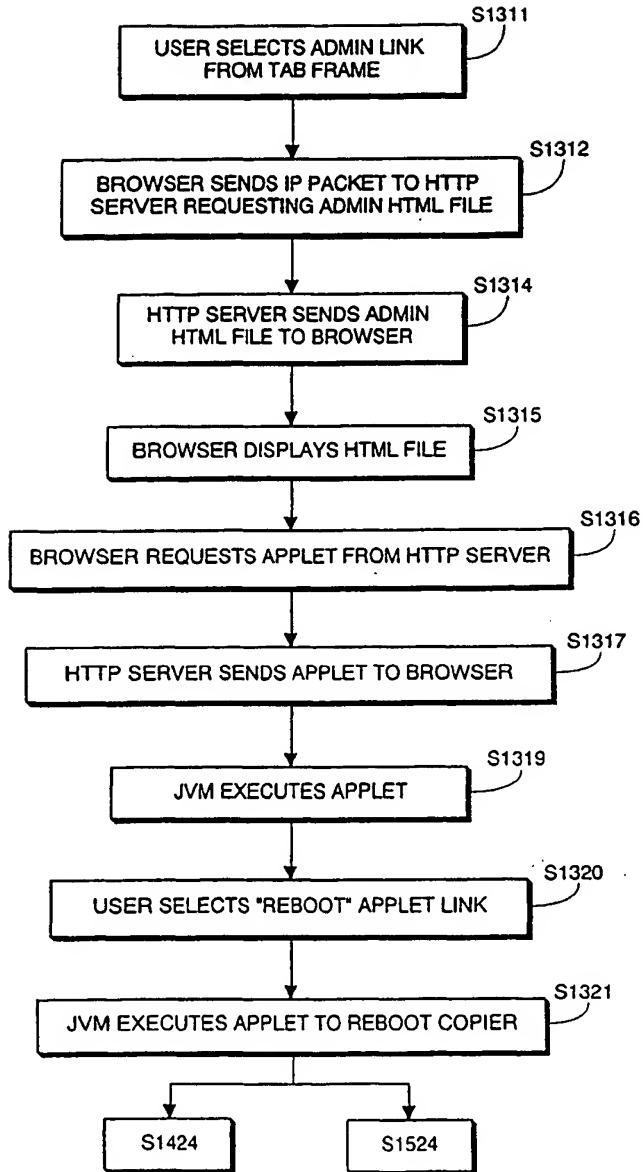 S1311
USER SELECTS ADMIN LINK
FROM TAB FRAME
S1312
BROWSER SENDS IP PACKET TO HTTP
SERVER REQUESTING ADMIN HTML FILE
S1314
HTTP SERVER SENDS ADMIN
HTML FILE TO BROWSER
S1315
BROWSER DISPLAYS HTML FILE
S1316
BROWSER REQUESTS APPLET FROM HTTP SERVER
S1317
HTTP SERVER SENDS APPLET TO BROWSER
S1319
JVM EXECUTES APPLET
S1320
USER SELECTS "REBOOT" APPLET LINK
S1321
JVM EXECUTES APPLET TO REBOOT COPIER
S1424
S1524